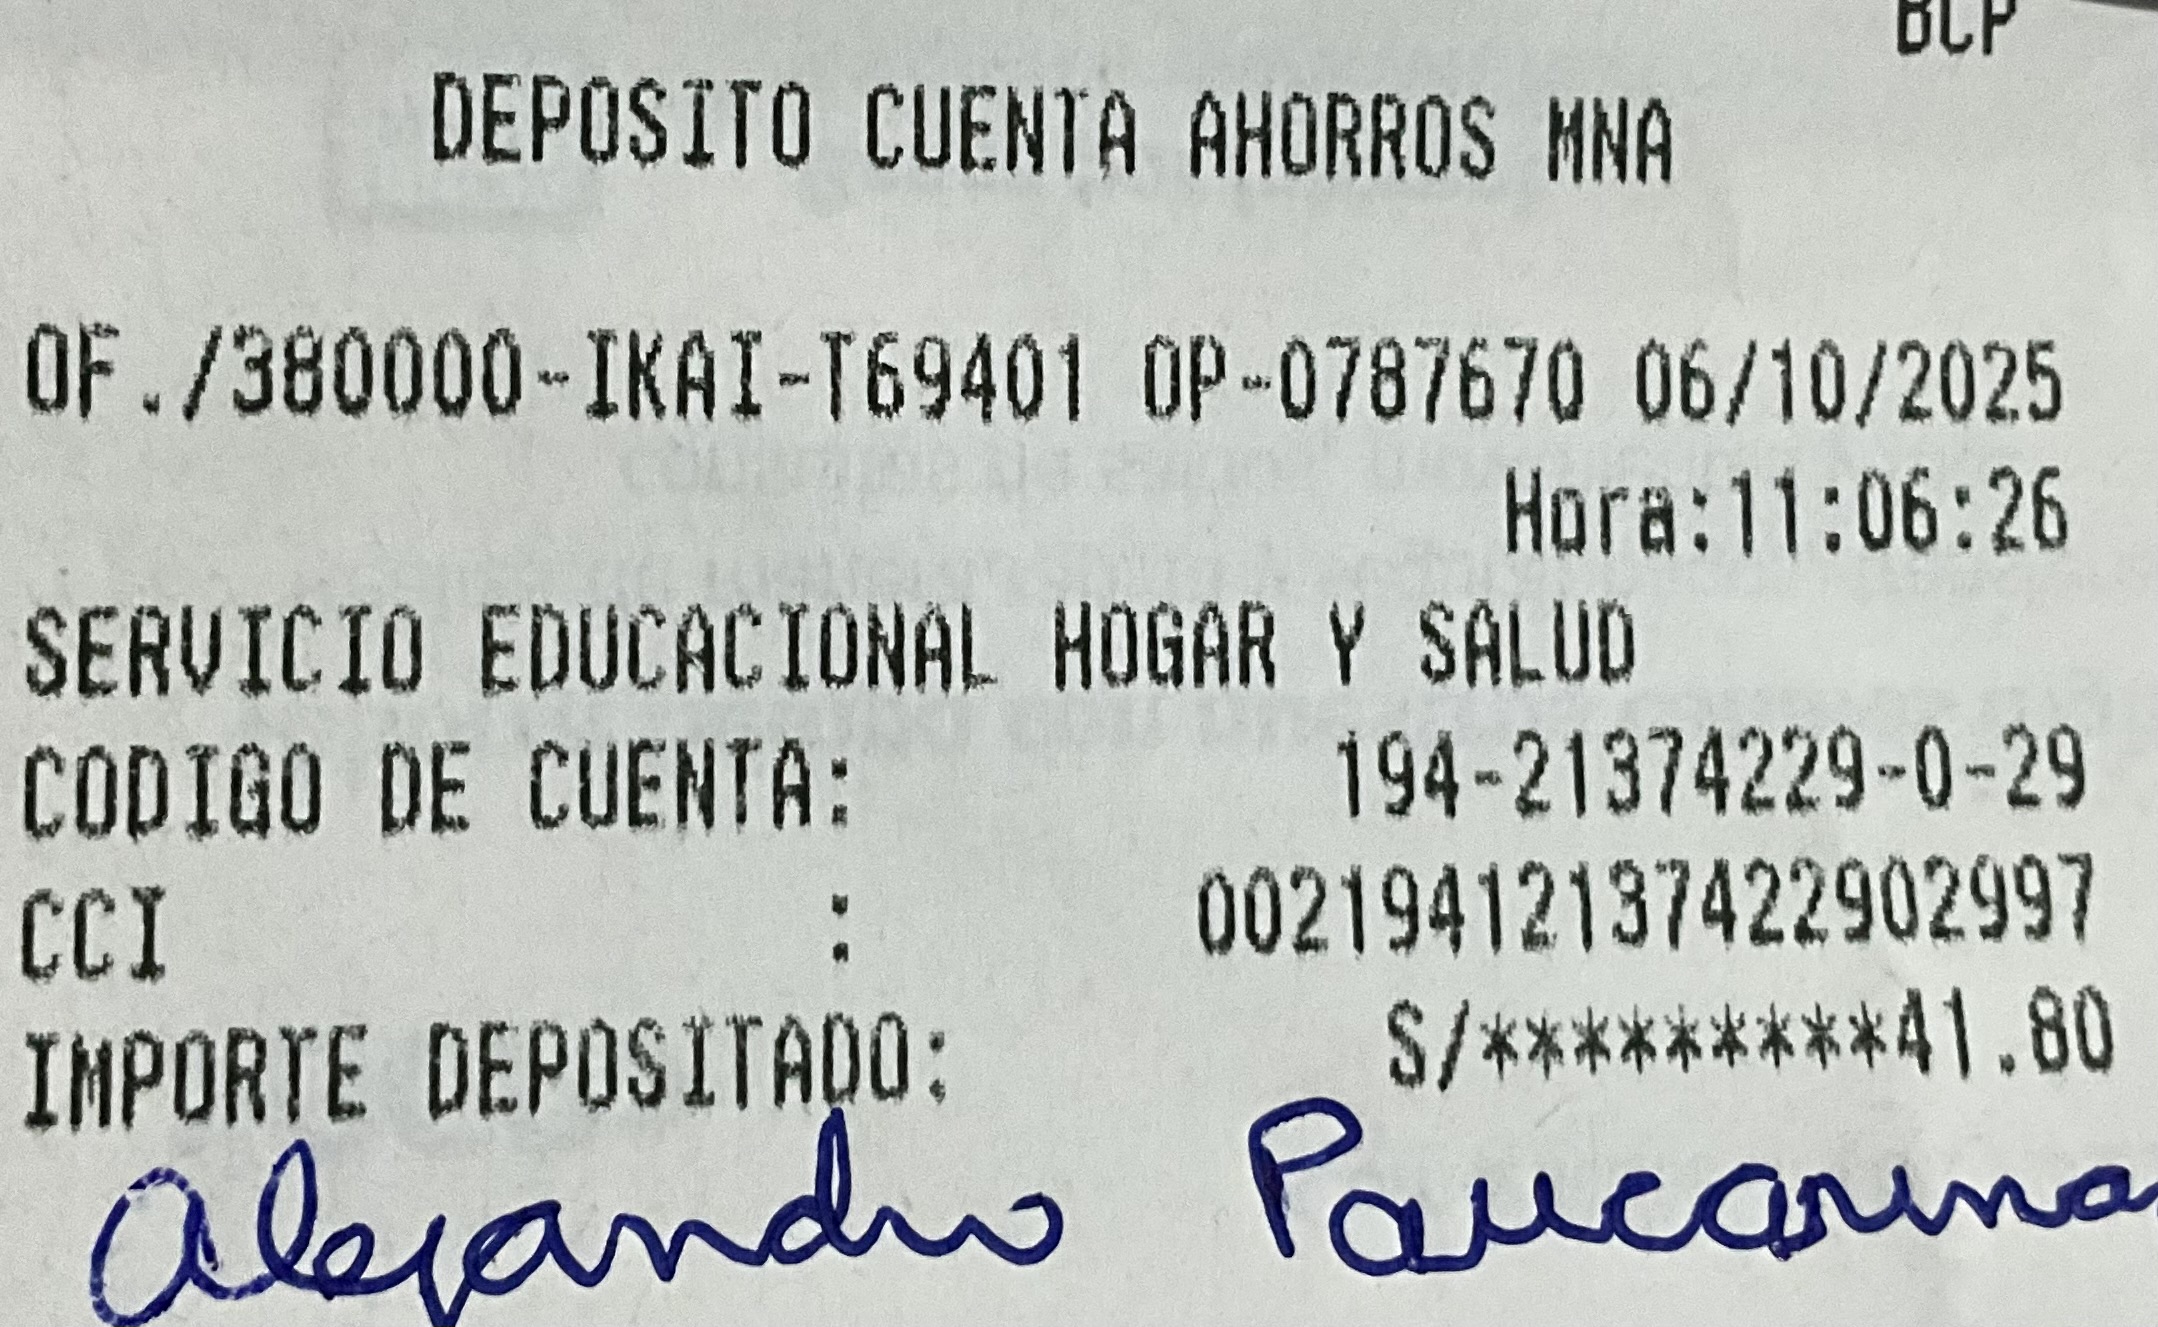 BCP
DEPOSITO CUENTA AHORROS MNA
OF./380000-IKAI-T69401 OP-0787670 06/10/2025
Hora:11:06:26
SERVICIO EDUCACIONAL HOGAR Y SALUD
CODIGO DE CUENTA: 194-21374229-0-29
CCI : 00219412137422902997
IMPORTE DEPOSITADO: S/*********41.80
Alejandro